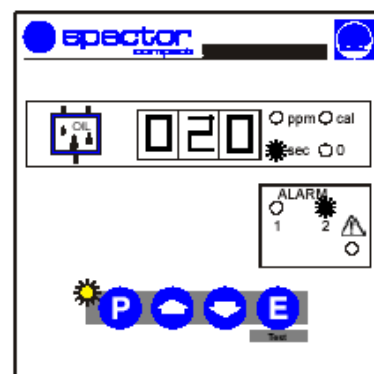 spector
compact
OIL
020
ppm cal
sec 0
ALARM
1 2
P E
Test